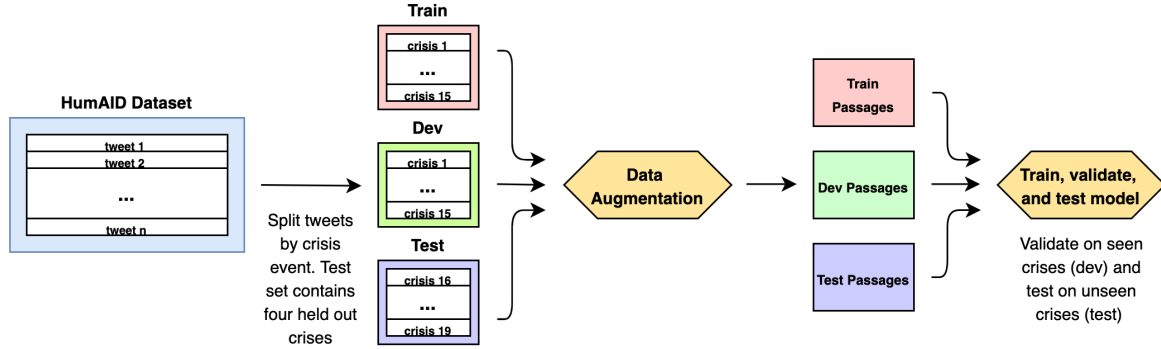 HumAID Dataset
tweet 1
tweet 2
...
tweet n
Split tweets
by crisis
event. Test
set contains
four held out
crises
Train
crisis 1
...
crisis 15
Dev
crisis 1
...
crisis 15
Test
crisis 16
...
crisis 19
Data
Augmentation
Train
Passages
Dev Passages
Test Passages
Train, validate,
and test model
Validate on seen
crises (dev) and
test on unseen
crises (test)